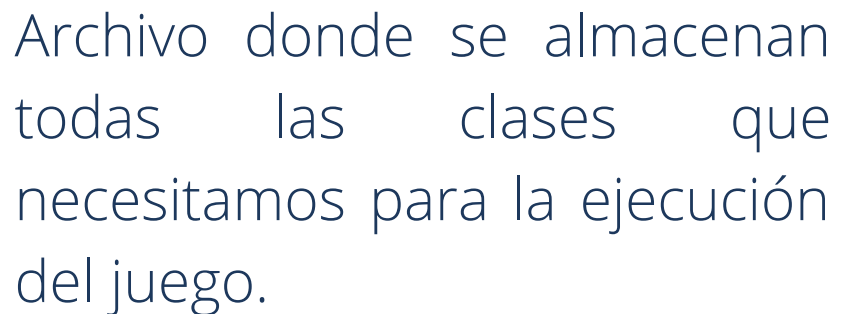 Archivo donde se almacenan
todas las clases que
necesitamos para la ejecución
del juego.